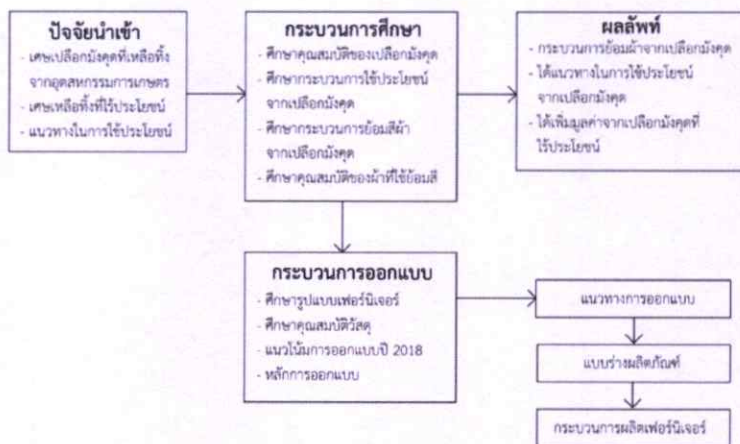 ปัจจัยนำเข้า
- เศษเปลือกมังคุดที่เหลือทิ้ง
จากอุตสหกรรมการเกษตร
- เศษเหลือทิ้งที่ไร้ประโยชน์
- แนวทางในการใช้ประโยชน์
กระบวนการศึกษา
- ศึกษาคุณสมบัติของเปลือกมังคุด
- ศึกษากระบวนการใช้ประโยชน์
จากเปลือกมังคุด
- ศึกษากระบวนการย้อมสีผ้า
จากเปลือกมังคุด
- ศึกษาคุณสมบัติของผ้าที่ใช้ย้อมสี
ผลลัพท์
- กระบวนการย้อมผ้าจากเปลือกมังคุด
- ได้แนวทางในการใช้ประโยชน์
จากเปลือกมังคุด
- ได้เพิ่มมูลค่าจากเปลือกมังคุดที่
ไร้ประโยชน์
กระบวนการออกแบบ
- ศึกษารูปแบบเฟอร์นิเจอร์
- ศึกษาคุณสมบัติวัสดุ
- แนวโน้มการออกแบบปี 2018
- หลักการออกแบบ
แนวทางการออกแบบ
แบบร่างผลิตภัณฑ์
กระบวนการผลิตเฟอร์นิเจอร์